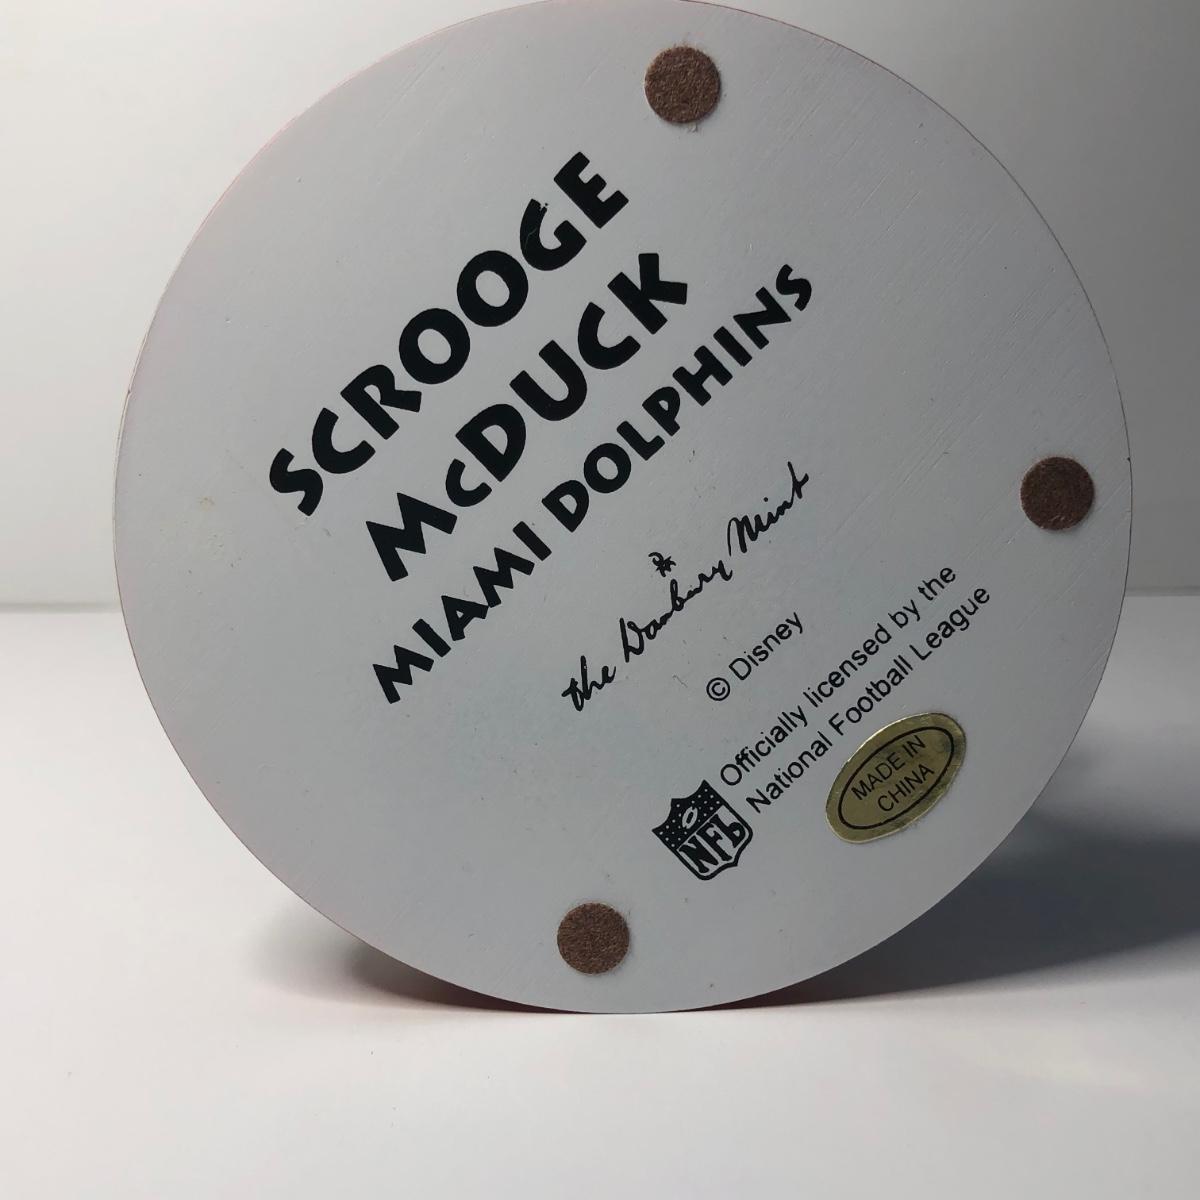 SCROOGE
McDUCK
MIAMI DOLPHINS
the Danbury Mint
© Disney
Officially licensed by the
National Football League
NFL
MADE IN
CHINA